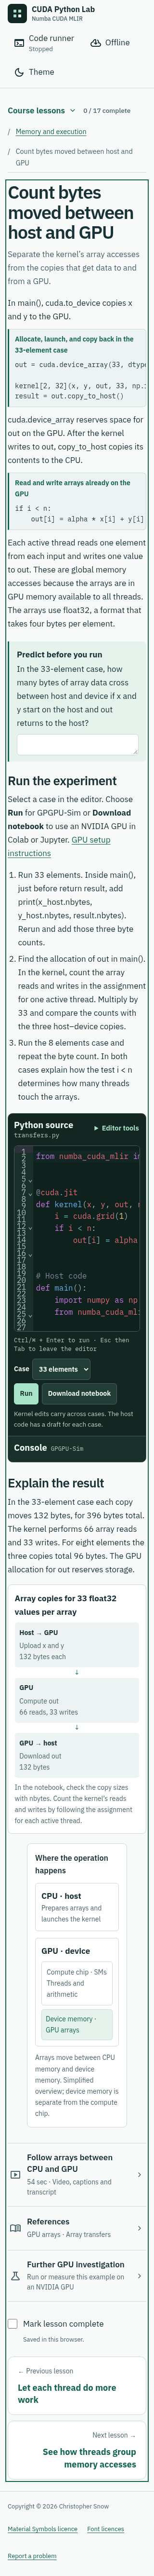 CUDA Python Lab
Numba CUDA MLIR
Code runner
Stopped
Offline
Theme
Course lessons
0 / 17 complete
/ Memory and execution
/ Count bytes moved between host and
GPU
Count bytes
moved between
host and GPU
Separate the kernel's array accesses
from the copies that get data to and
from a GPU.
In main(), cuda.to_device copies x
and y to the GPU.
Allocate, launch, and copy back in the
33-element case
out = cuda.device_array(33, dtype
kernel[2, 32](x, y, out, 33, np.
result = out.copy_to_host()
cuda.device_array reserves space for
out on the GPU. After the kernel
writes to out, copy_to_host copies its
contents to the CPU.
Read and write arrays already on the
GPU
if i < n:
out[i] = alpha * x[i] + y[i]
Each active thread reads one element
from each input and writes one value
to out. These are global memory
accesses because the arrays are in
GPU memory available to all threads.
The arrays use float32, a format that
takes four bytes per element.
Predict before you run
In the 33-element case, how
many bytes of array data cross
between host and device if x and
y start on the host and out
returns to the host?
Run the experiment
Select a case in the editor. Choose
Run for GPGPU-Sim or Download
notebook to use an NVIDIA GPU in
Colab or Jupyter. GPU setup
instructions
1. Run 33 elements. Inside main(),
just before return result, add
print(x_host.nbytes,
y_host.nbytes, result.nbytes).
Rerun and add those three byte
counts.
2. Find the allocation of out in main().
In the kernel, count the array
reads and writes in the assignment
for one active thread. Multiply by
33 and compare the counts with
the three host–device copies.
3. Run the 8 elements case and
repeat the byte count. In both
cases explain how the test i < n
determines how many threads
touch the arrays.
Python source
transfers.py
Editor tools
1
2
3
4
5
6
7
8
9
10
11
12
13
14
15
16
17
18
19
20
21
22
23
24
25
26
27
from numba_cuda_mlir
@cuda.jit
def kernel(x, y, out,
i = cuda.grid(1)
if i < n:
out[i] = alpha
# Host code
def main():
import numpy as np
from numba_cuda_mli
Ctrl/⌘ + Enter to run · Esc then
Tab to leave the editor
Case 33 elements
Run
Download notebook
Kernel edits carry across cases. The host
code has a draft for each case.
Console GPGPU-Sim
Explain the result
In the 33-element case each copy
moves 132 bytes, for 396 bytes total.
The kernel performs 66 array reads
and 33 writes. For eight elements the
three copies total 96 bytes. The GPU
allocation for out reserves storage.
Array copies for 33 float32
values per array
Host → GPU
Upload x and y
132 bytes each
↓
GPU
Compute out
66 reads, 33 writes
↓
GPU → host
Download out
132 bytes
In the notebook, check the copy sizes
with nbytes. Count the kernel's reads
and writes by following the assignment
for each active thread.
Where the operation
happens
CPU · host
Prepares arrays and
launches the kernel
GPU · device
Compute chip · SMs
Threads and
arithmetic
Device memory ·
GPU arrays
Arrays move between CPU
memory and device
memory. Simplified
overview; device memory is
separate from the compute
chip.
Follow arrays between
CPU and GPU
54 sec · Video, captions and
transcript
References
GPU arrays · Array transfers
Further GPU investigation
Run or measure this example on
an NVIDIA GPU
Mark lesson complete
Saved in this browser.
← Previous lesson
Let each thread do more
work
Next lesson →
See how threads group
memory accesses
Copyright © 2026 Christopher Snow
Material Symbols licence
Font licences
Report a problem